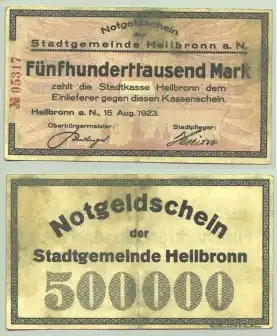 Notgeldschein
der
Stadtgemeinde Heilbronn a. N.
Fünfhunderttausend Mark
zahlt die Stadtkasse Heilbronn dem
Einlieferer gegen diesen Kassenschein.
Heilbronn a. N., 15 Aug. 1923.
Oberbürgermeister: Stadtpfleger:
№ 05317
Notgeldschein
der
Stadtgemeinde Heilbronn
500000